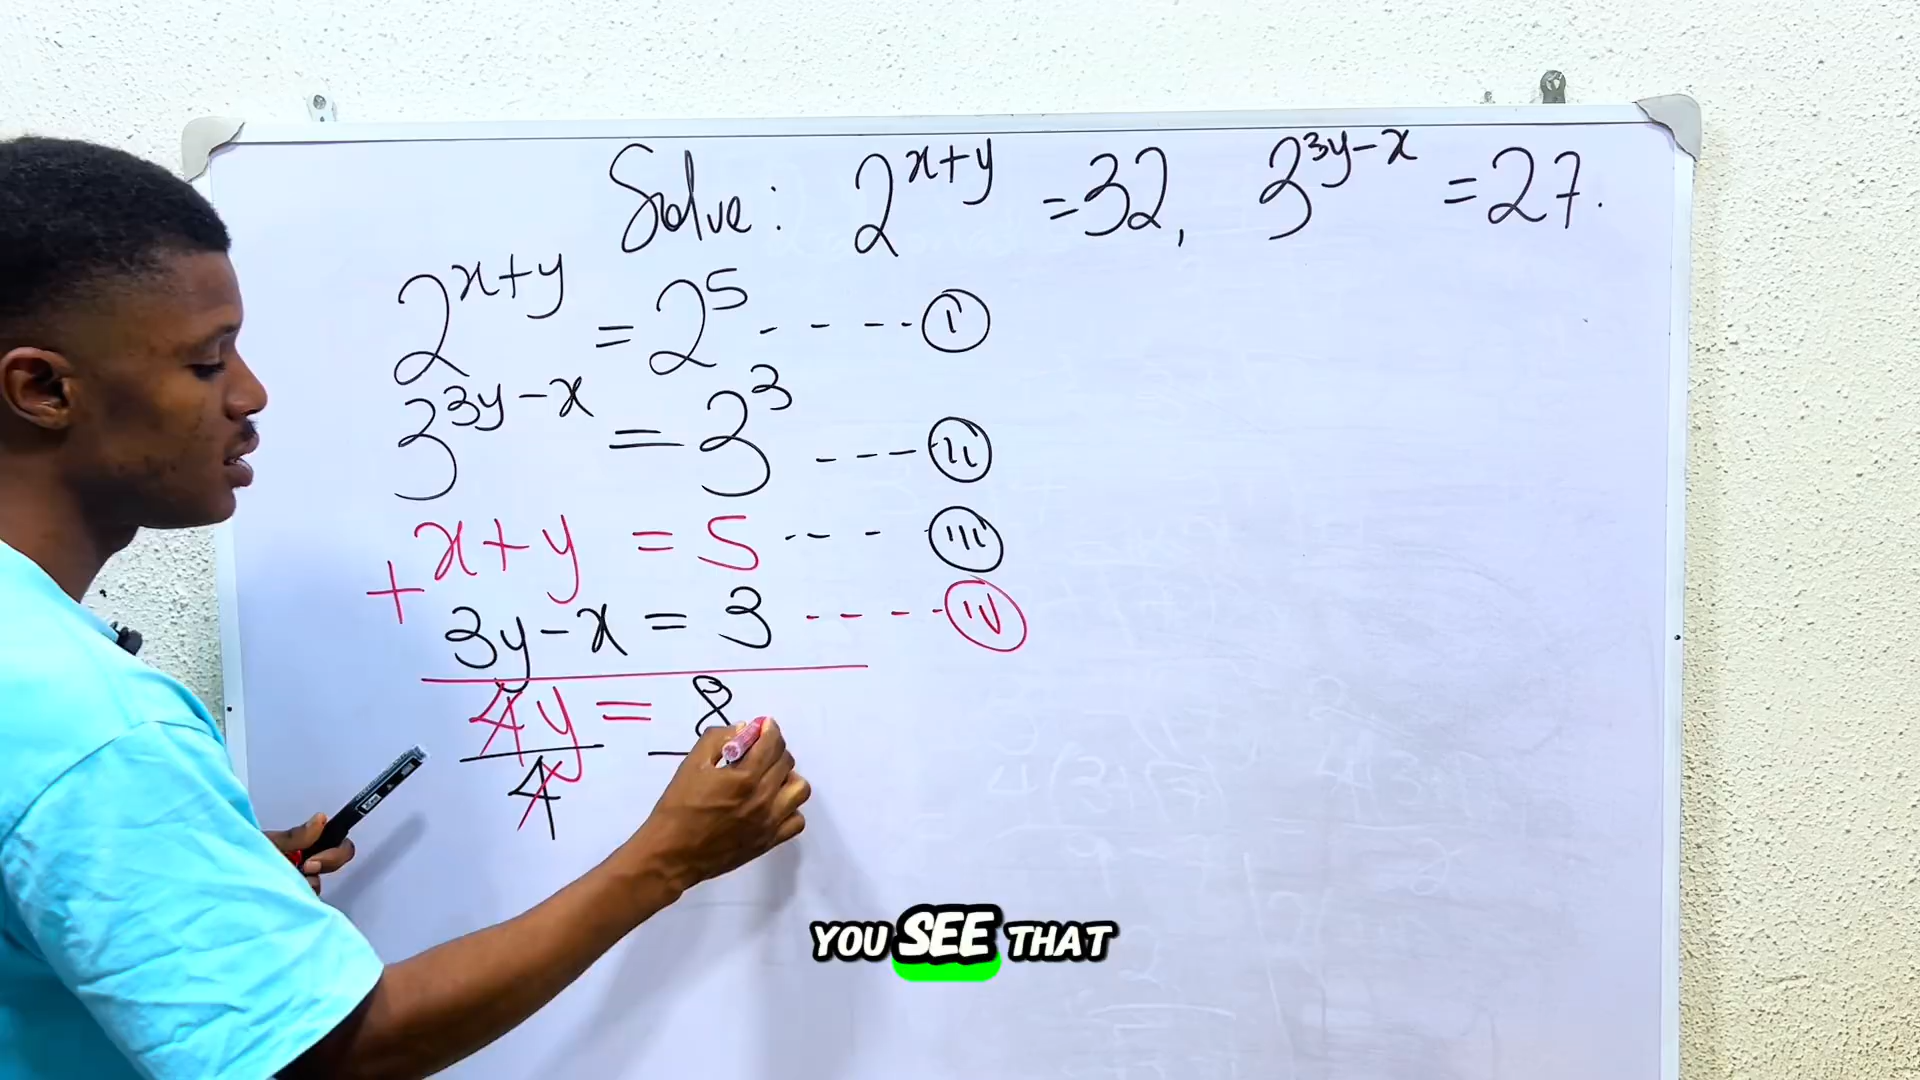 Solve: 2^{x+y} = 32, 3^{3y-x} = 27.
2^{x+y} = 2^5 ---- (i)
3^{3y-x} = 3^3 --- (ii)
x+y = 5 --- (iii)
+
3y-x = 3 ---- (iv)
4y = 8
4
YOU SEE THAT